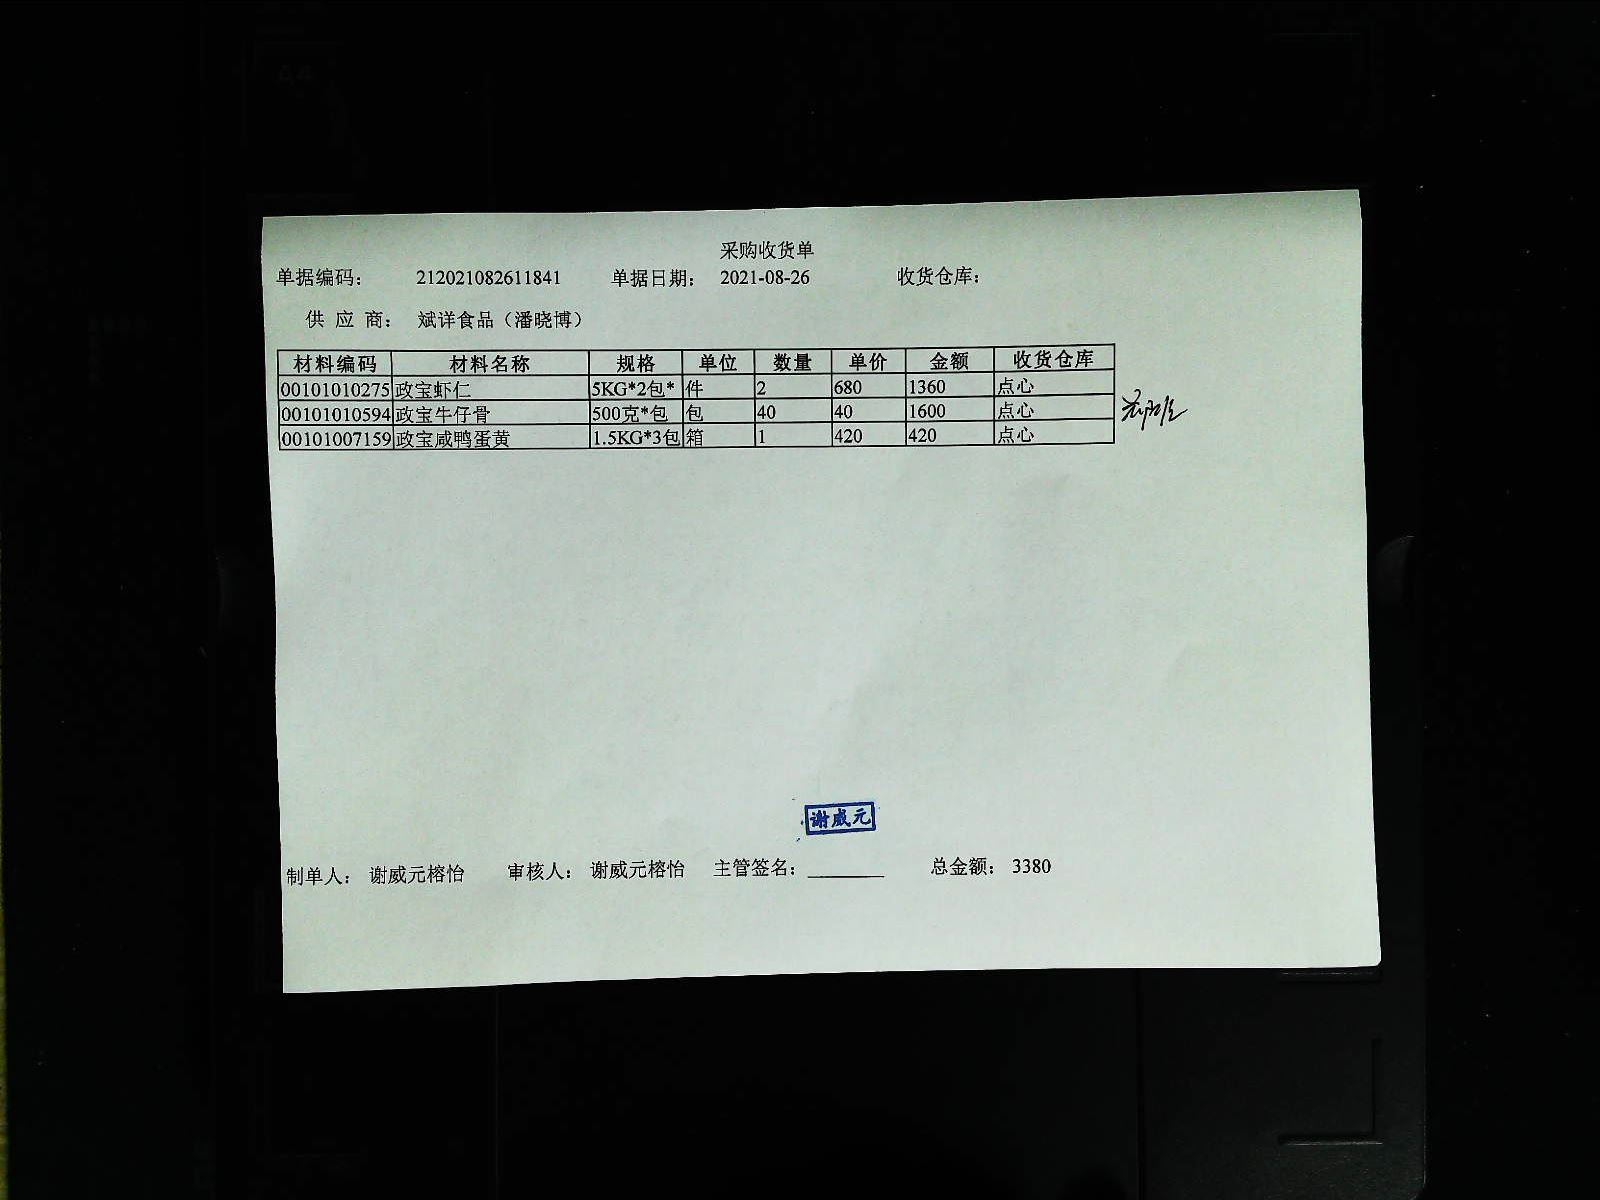 采购收货单
单据编码： 212021082611841 单据日期： 2021-08-26 收货仓库：
供 应 商： 斌详食品（潘晓博）
材料编码 材料名称 规格 单位 数量 单价 金额 收货仓库
00101010275 政宝虾仁 5KG*2包* 件 2 680 1360 点心
00101010594 政宝牛仔骨 500克*包 包 40 40 1600 点心
00101007159 政宝咸鸭蛋黄 1.5KG*3包 箱 1 420 420 点心
谢威元
制单人： 谢威元榕怡 审核人： 谢威元榕怡 主管签名：________ 总金额： 3380